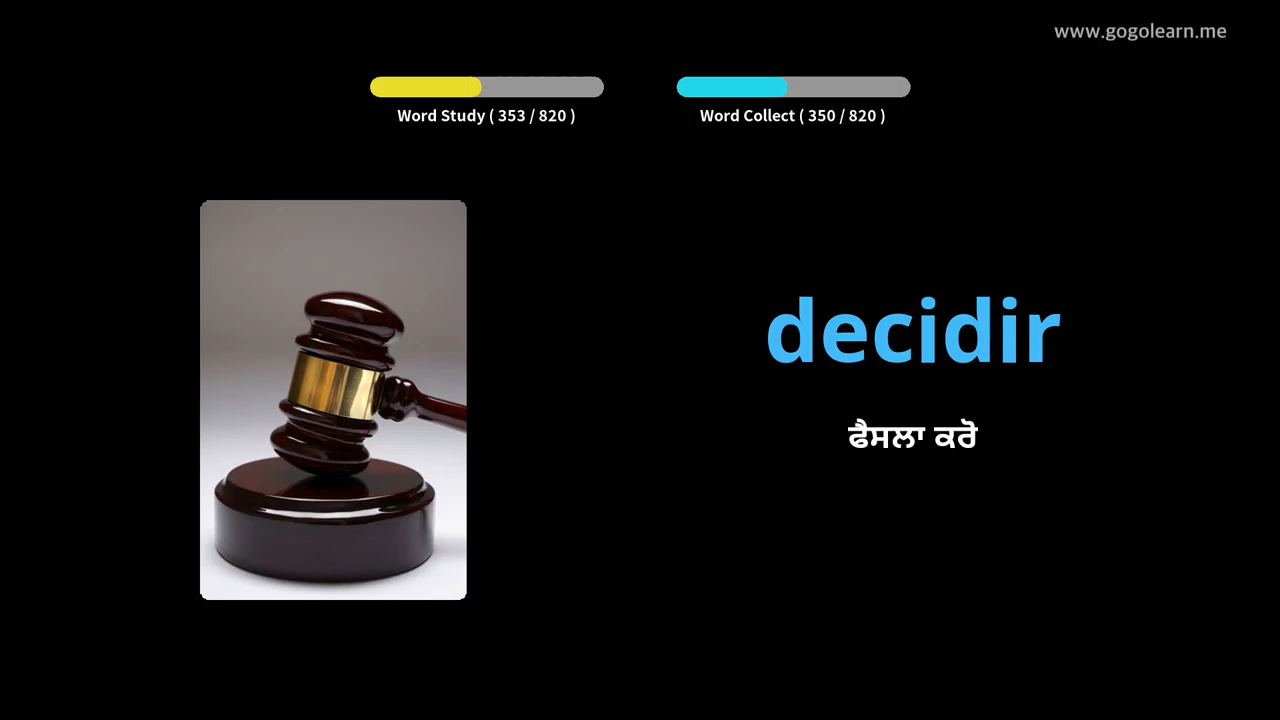 www.gogolearn.me
Word Study ( 353 / 820 )
Word Collect ( 350 / 820 )
decidir
ਫੈਸਲਾ ਕਰੋ